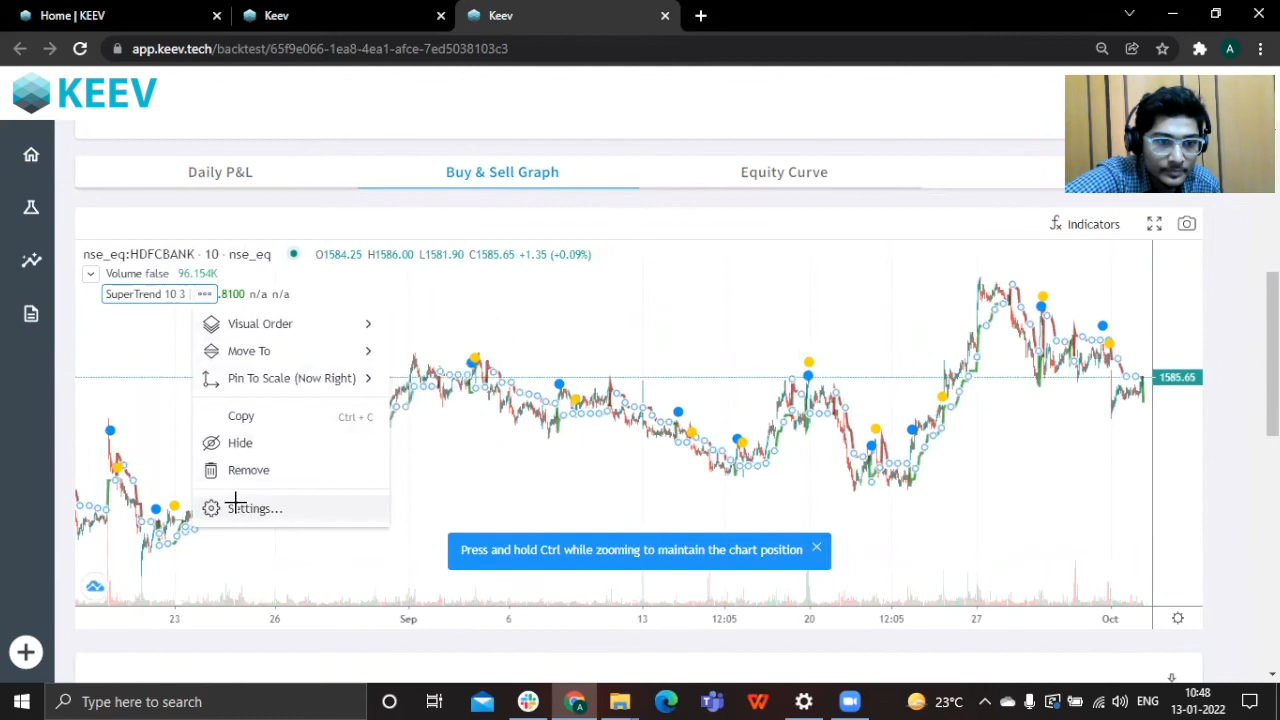 Home | KEEV
Keev
Keev
app.keev.tech/backtest/65f9e066-1ea8-4ea1-afce-7ed5038103c3
A
KEEV
Daily P&L
Buy & Sell Graph
Equity Curve
Indicators
nse_eq:HDFCBANK · 10 · nse_eq
O1584.25 H1586.00 L1581.90 C1585.65 +1.35 (+0.09%)
Volume false 96.154K
SuperTrend 10 3 .8100 n/a n/a
Visual Order
Move To
Pin To Scale (Now Right)
Copy Ctrl + C
Hide
Remove
Settings...
1585.65
Press and hold Ctrl while zooming to maintain the chart position
23 26 Sep 6 13 12:05 20 12:05 27 Oct
Type here to search
23°C
ENG
10:48
13-01-2022